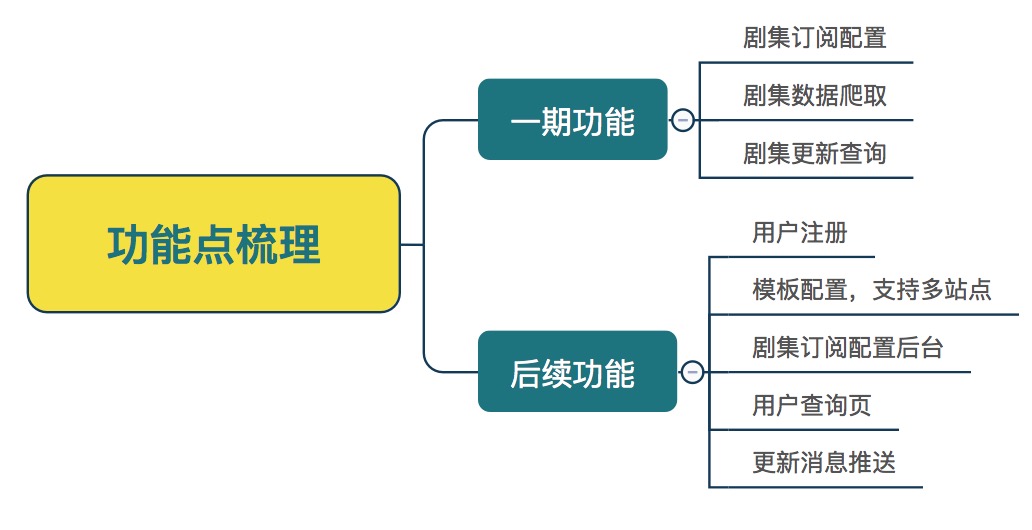 功能点梳理
一期功能
剧集订阅配置
剧集数据爬取
剧集更新查询
后续功能
用户注册
模板配置，支持多站点
剧集订阅配置后台
用户查询页
更新消息推送